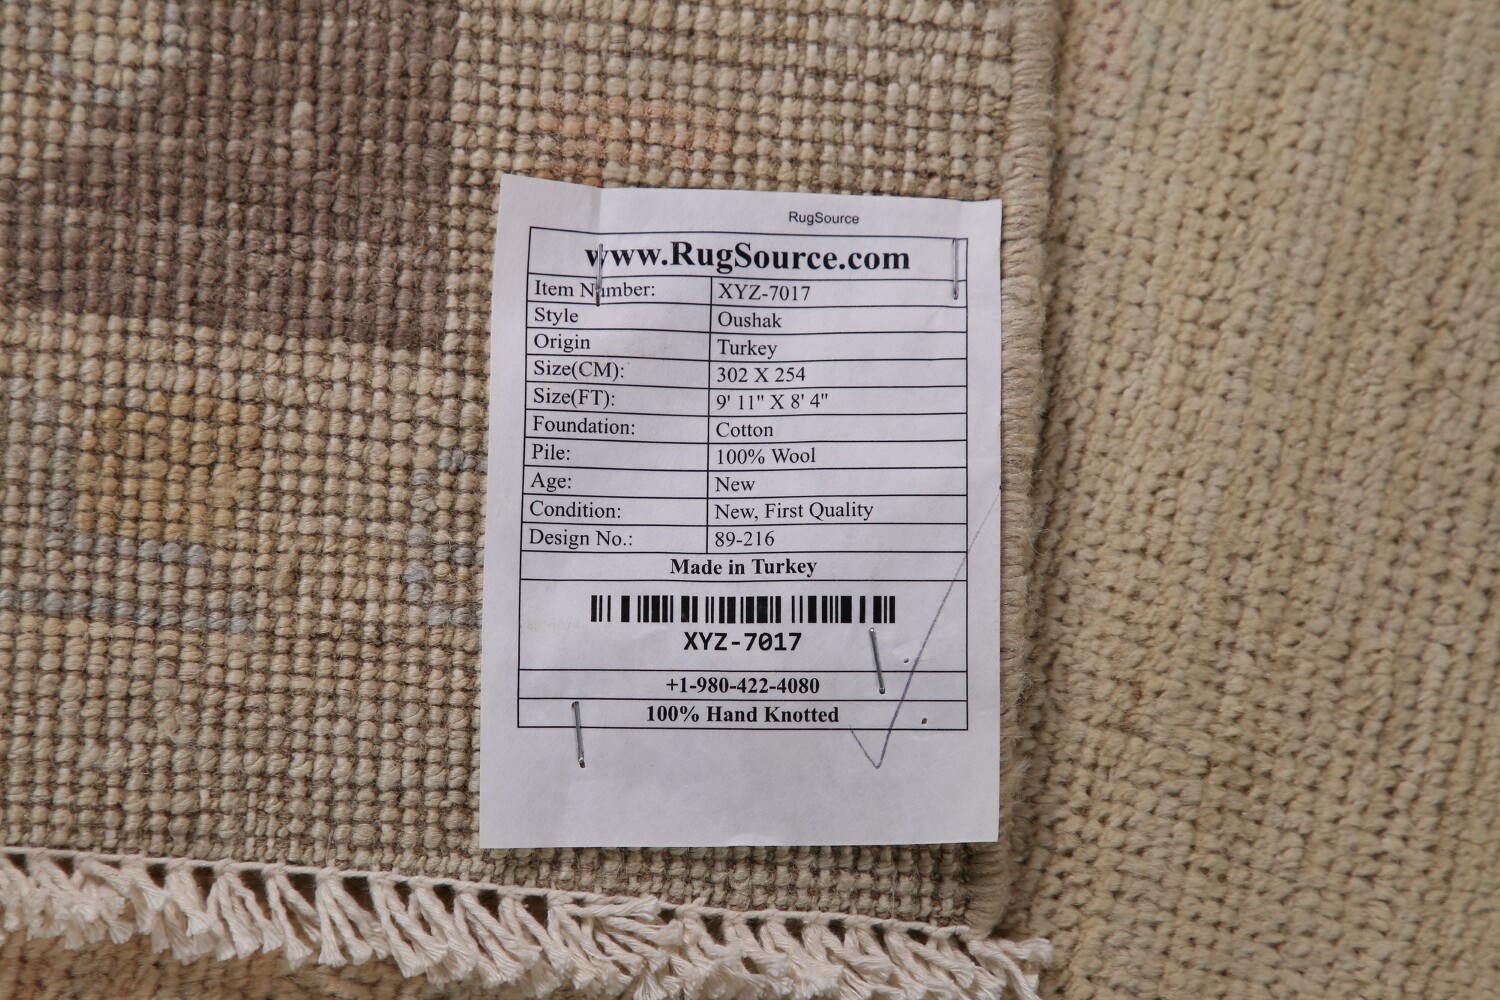 RugSource
www.RugSource.com
Item Number: XYZ-7017
Style Oushak
Origin Turkey
Size(CM): 302 X 254
Size(FT): 9' 11" X 8' 4"
Foundation: Cotton
Pile: 100% Wool
Age: New
Condition: New, First Quality
Design No.: 89-216
Made in Turkey
XYZ-7017
+1-980-422-4080
100% Hand Knotted